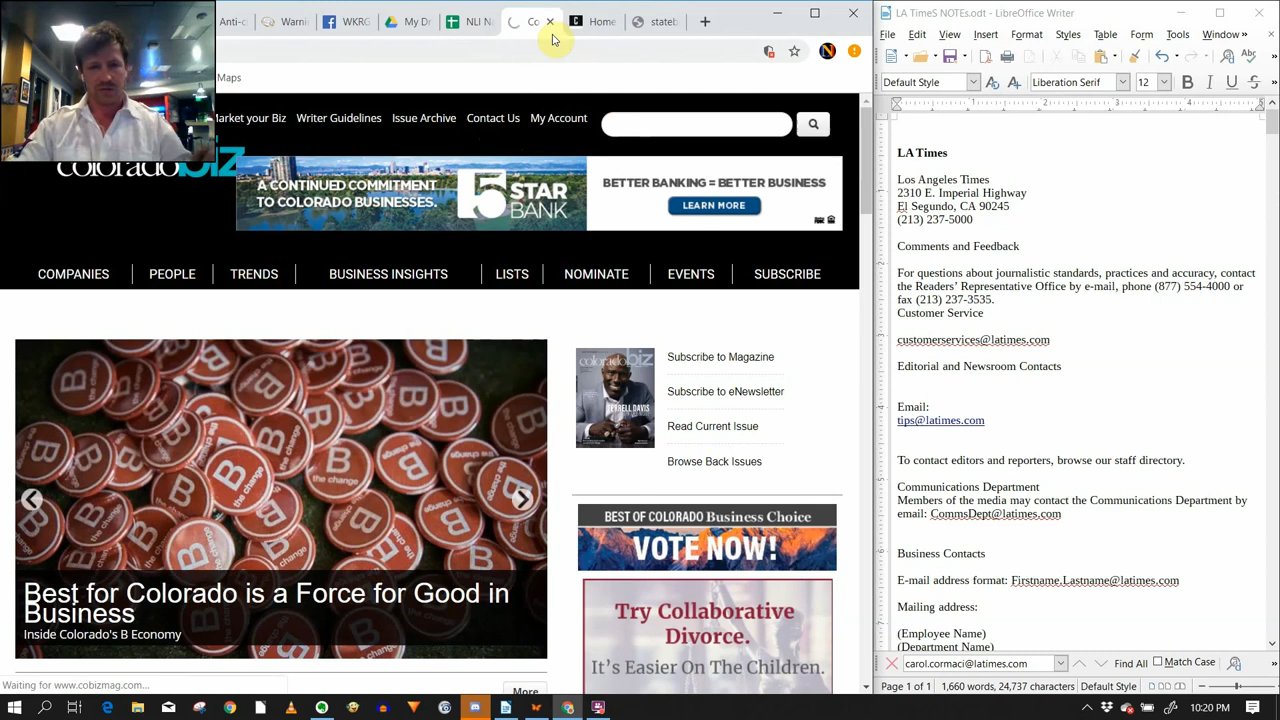 Anti-c
Warnii
WKRG
My Dr
NLI Ne
Co
Home
stateb
Maps
Market your Biz
Writer Guidelines
Issue Archive
Contact Us
My Account
coloradobiz
A CONTINUED COMMITMENT
TO COLORADO BUSINESSES.
5 STAR
BANK
BETTER BANKING = BETTER BUSINESS
LEARN MORE
COMPANIES
PEOPLE
TRENDS
BUSINESS INSIGHTS
LISTS
NOMINATE
EVENTS
SUBSCRIBE
Best for Colorado is a Force for Good in
Business
Inside Colorado's B Economy
coloradobiz
TERRELL DAVIS
Subscribe to Magazine
Subscribe to eNewsletter
Read Current Issue
Browse Back Issues
BEST OF COLORADO Business Choice
VOTE NOW!
Try Collaborative
Divorce.
It's Easier On The Children.
More
Waiting for www.cobizmag.com...
LA TimeS NOTEs.odt - LibreOffice Writer
File Edit View Insert Format Styles Table Form Tools »
Default Style
Liberation Serif
12
B I U S
LA Times
Los Angeles Times
2310 E. Imperial Highway
El Segundo, CA 90245
(213) 237-5000
Comments and Feedback
For questions about journalistic standards, practices and accuracy, contact
the Readers' Representative Office by e-mail, phone (877) 554-4000 or
fax (213) 237-3535.
Customer Service
customerservices@latimes.com
Editorial and Newsroom Contacts
Email:
tips@latimes.com
To contact editors and reporters, browse our staff directory.
Communications Department
Members of the media may contact the Communications Department by
email: CommsDept@latimes.com
Business Contacts
E-mail address format: Firstname.Lastname@latimes.com
Mailing address:
(Employee Name)
(Department Name)
carol.cormaci@latimes.com
Find All
Match Case
Page 1 of 1
1,660 words, 24,737 characters
Default Style
10:20 PM